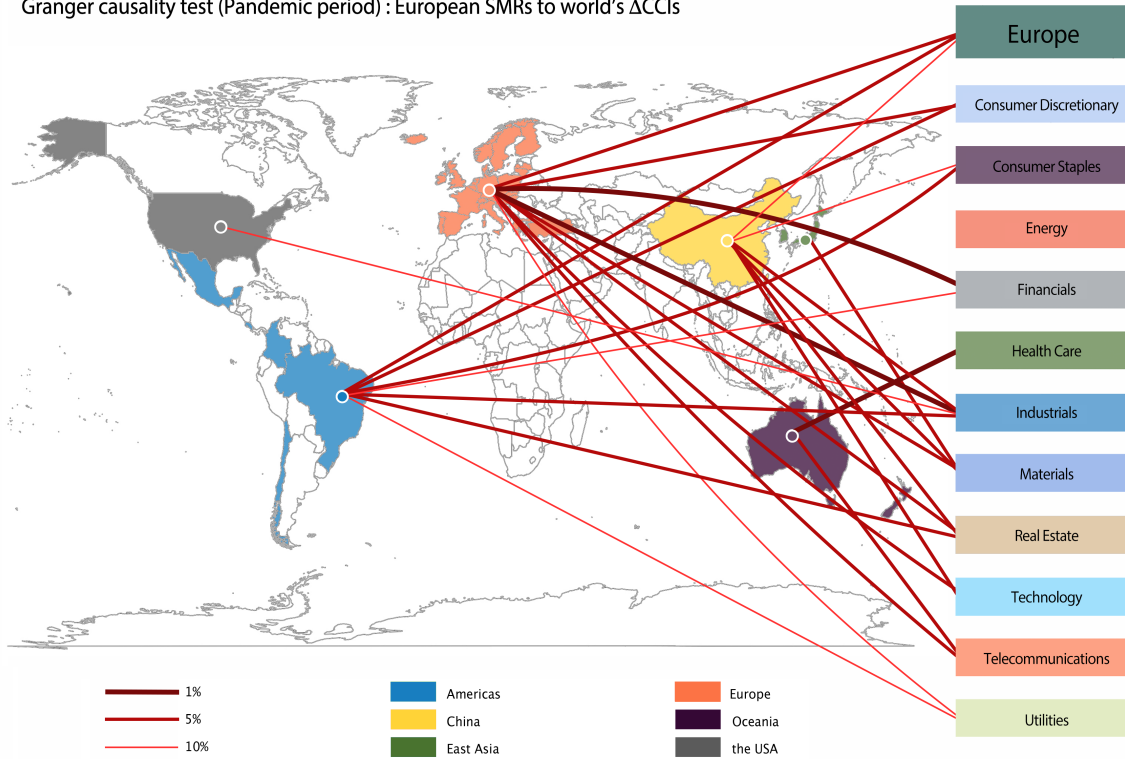 Granger causality test (Pandemic period) : European SMRs to world's ΔCCIs
Europe
Consumer Discretionary
Consumer Staples
Energy
Financials
Health Care
Industrials
Materials
Real Estate
Technology
Telecommunications
Utilities
1%
Americas
Europe
5%
China
Oceania
10%
East Asia
the USA